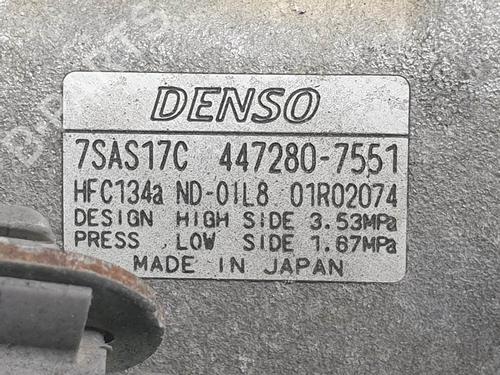 DENSO
7SAS17C 447280-7551
HFC134a ND-OIL8 01R02074
DESIGN HIGH SIDE 3.53MPa
PRESS. LOW SIDE 1.67MPa
MADE IN JAPAN